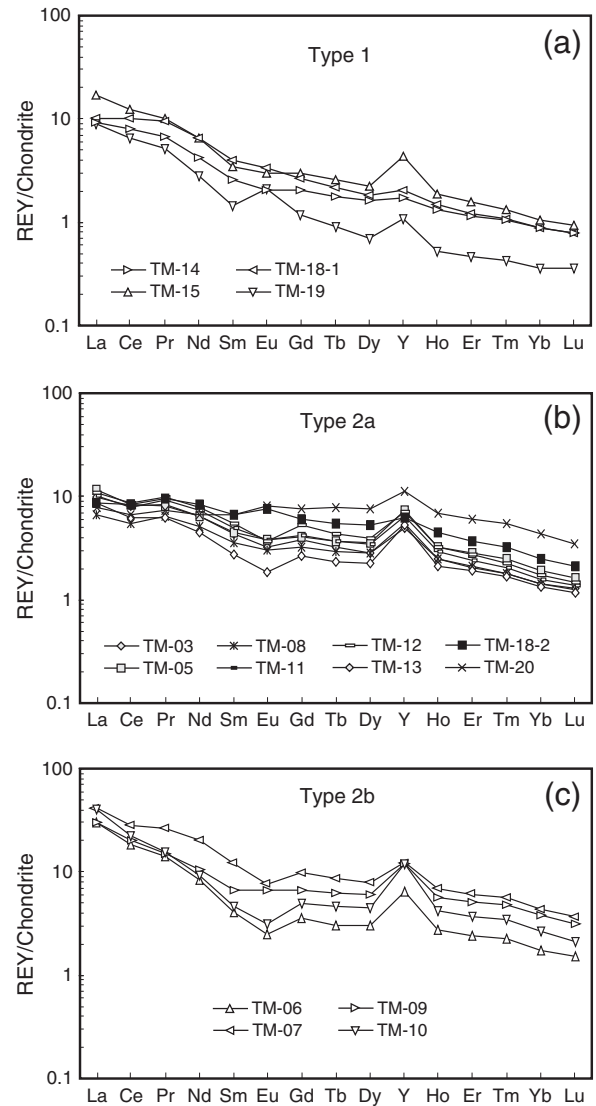 (a)
Type 1
REY/Chondrite
100
10
1
0.1
TM-14 TM-18-1
TM-15 TM-19
La Ce Pr Nd Sm Eu Gd Tb Dy Y Ho Er Tm Yb Lu
(b)
Type 2a
REY/Chondrite
100
10
1
0.1
TM-03 TM-08 TM-12 TM-18-2
TM-05 TM-11 TM-13 TM-20
La Ce Pr Nd Sm Eu Gd Tb Dy Y Ho Er Tm Yb Lu
(c)
Type 2b
REY/Chondrite
100
10
1
0.1
TM-06 TM-09
TM-07 TM-10
La Ce Pr Nd Sm Eu Gd Tb Dy Y Ho Er Tm Yb Lu